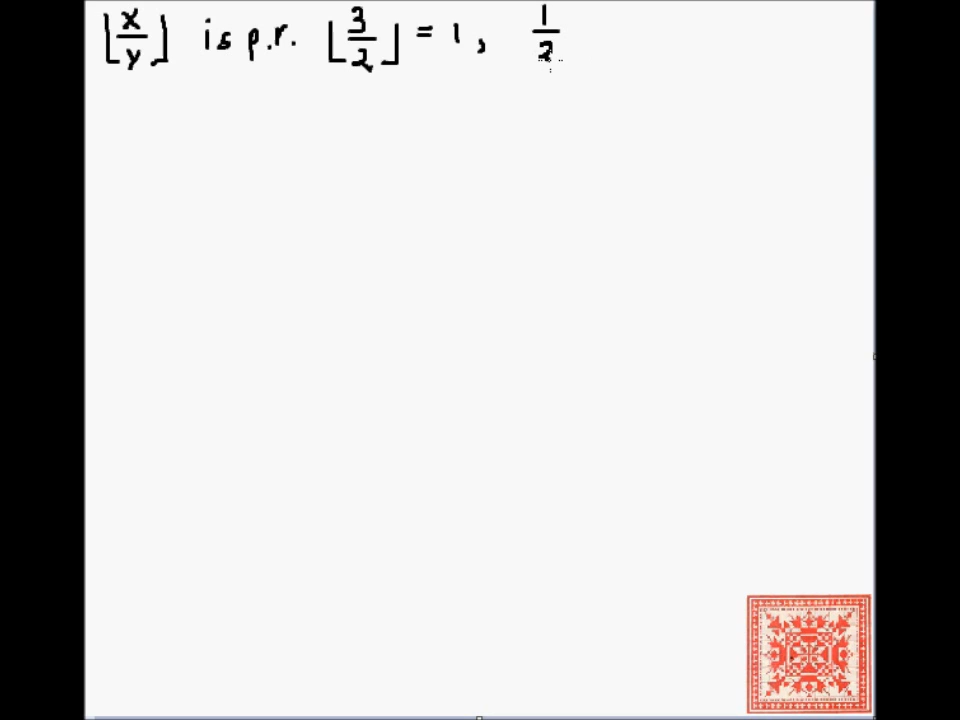 ⌊x/y⌋ is p.r. ⌊3/2⌋ = 1, 1/2